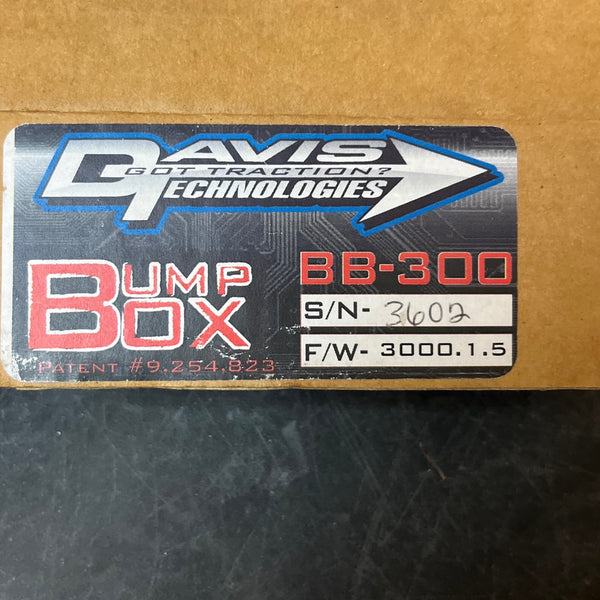 DAVIS
GOT TRACTION?
TECHNOLOGIES
BUMP BOX
BB-300
S/N- 3602
F/W- 3000.1.5
PATENT #9,254,823